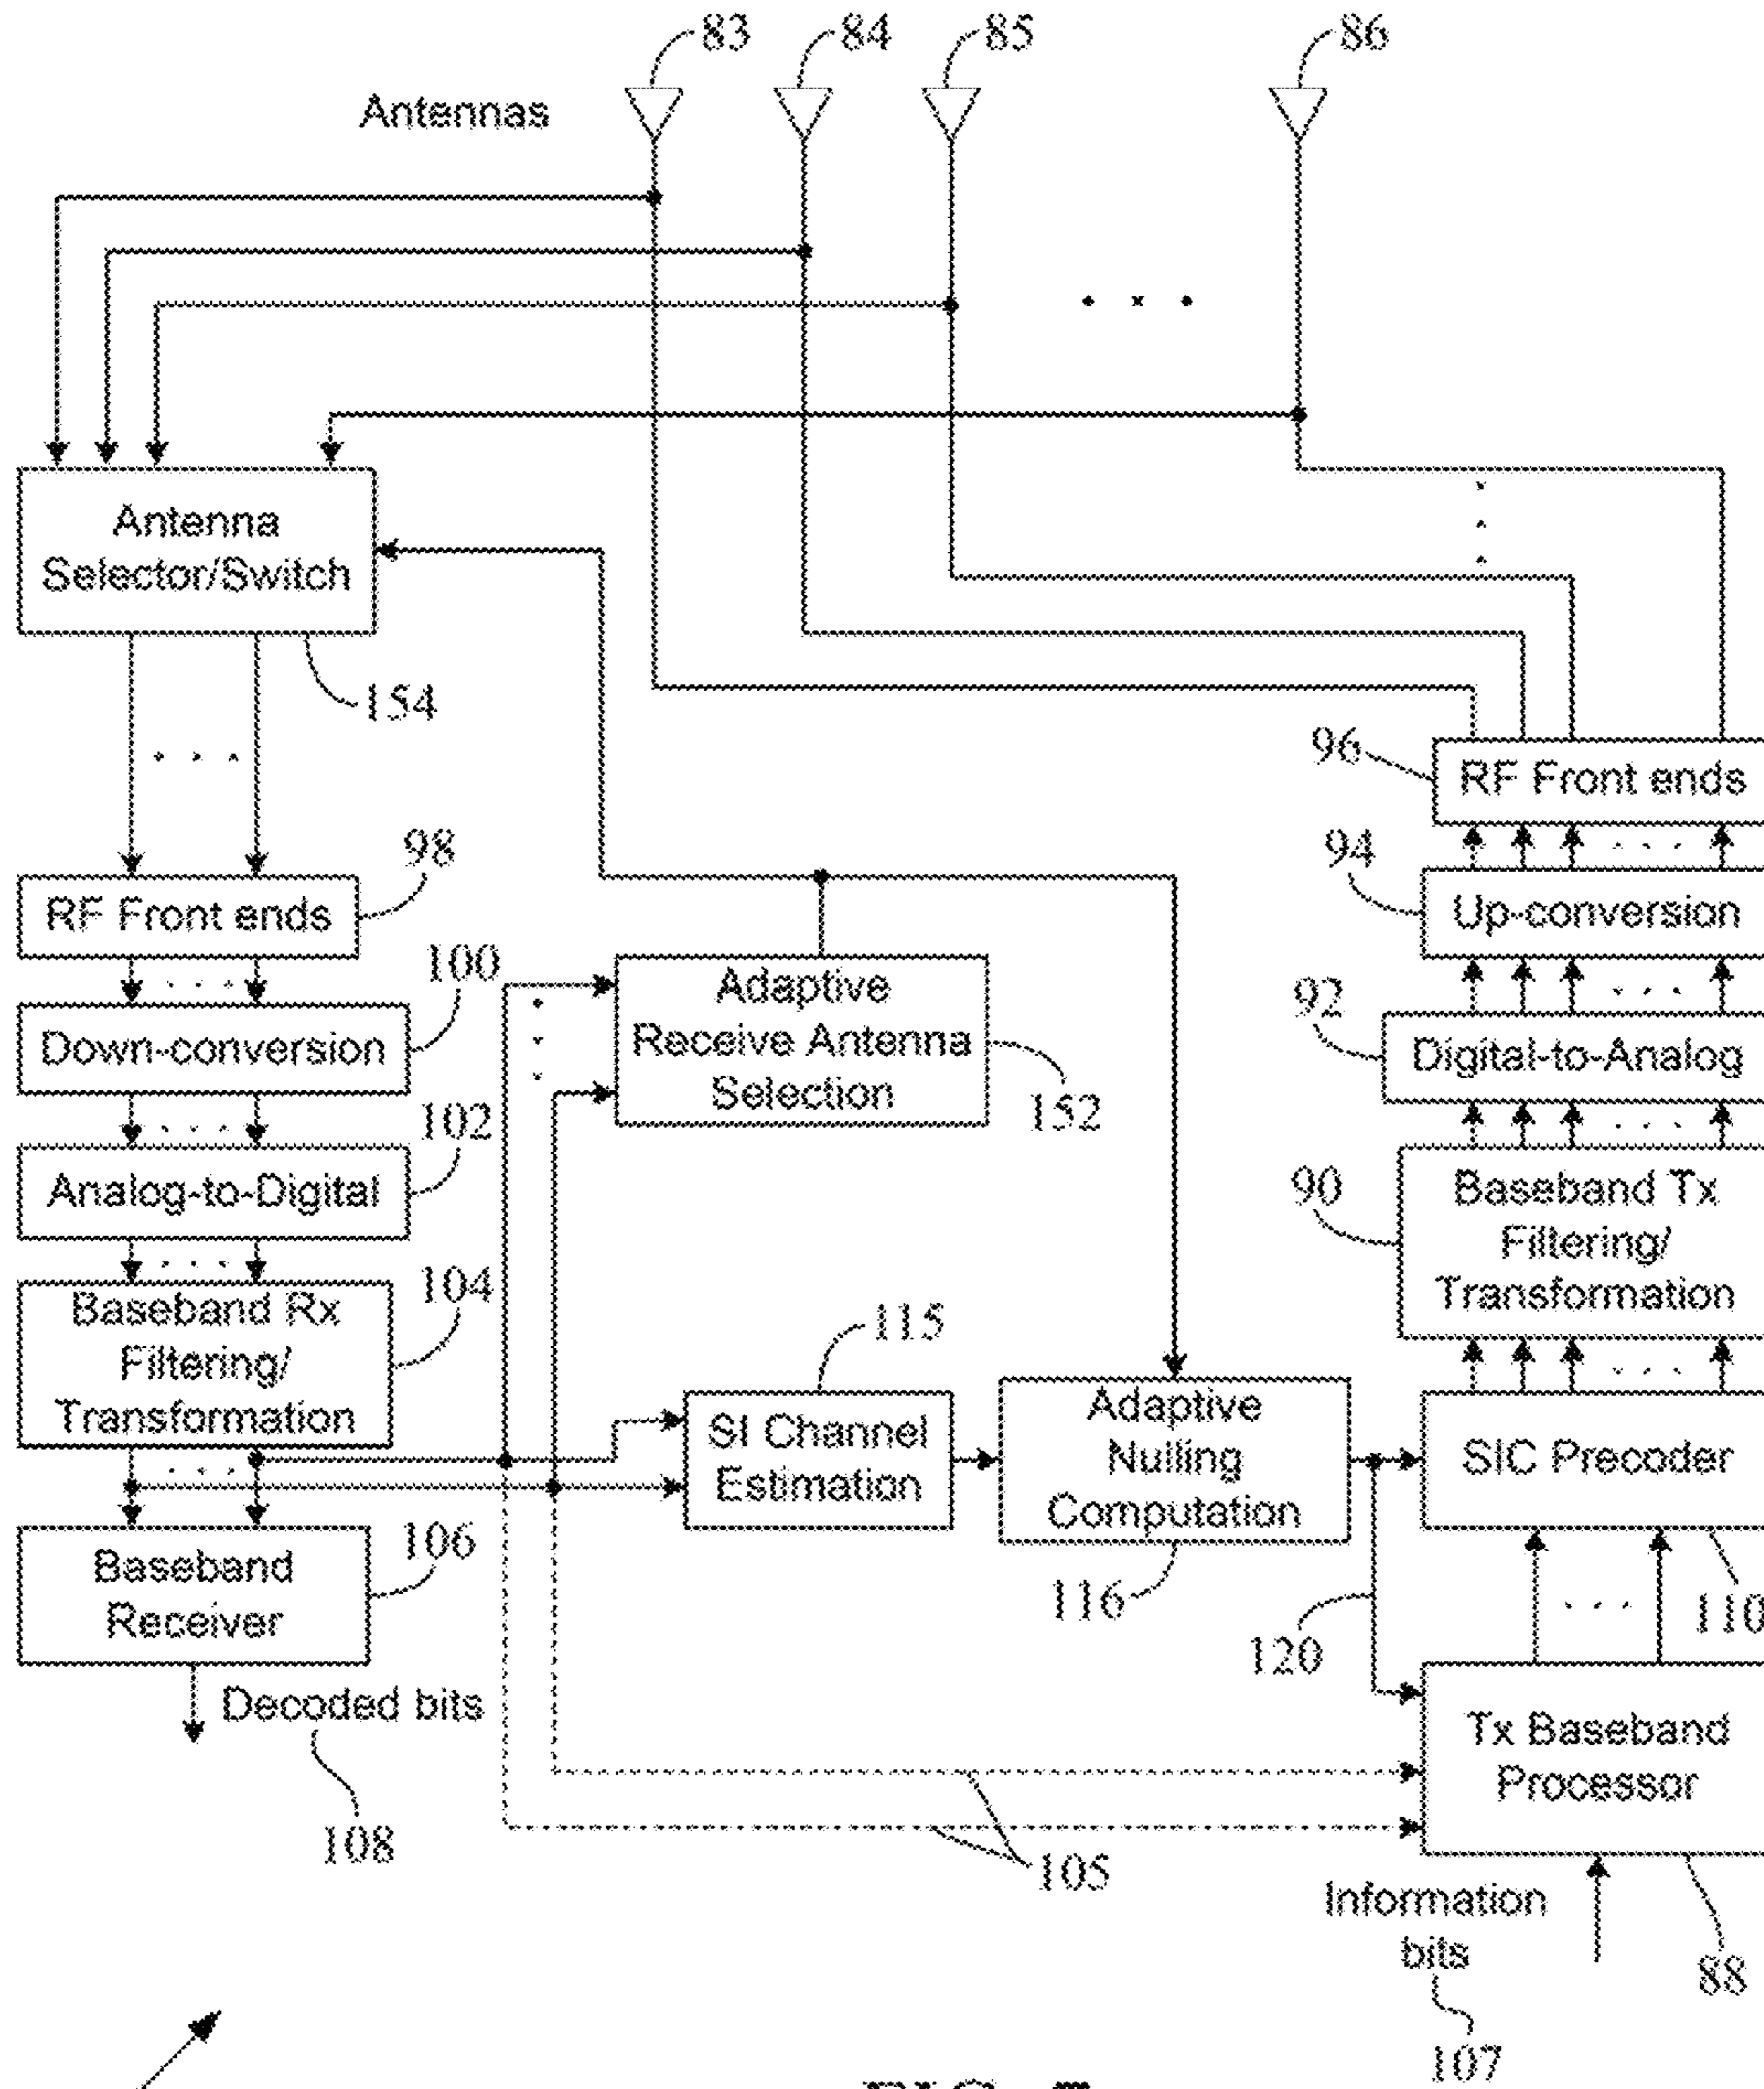 83
84
85
86
Antennas
Antenna
Selector/Switch
154
96
RF Front ends
98
RF Front ends
94
Up-conversion
100
Down-conversion
Adaptive
Receive Antenna
Selection
152
92
Digital-to-Analog
102
Analog-to-Digital
90
Baseband Tx
Filtering/
Transformation
104
Baseband Rx
Filtering/
Transformation
115
SI Channel
Estimation
Adaptive
Nulling
Computation
116
SIC Precoder
110
106
Baseband
Receiver
120
Decoded bits
108
Tx Baseband
Processor
105
Information
bits
88
107